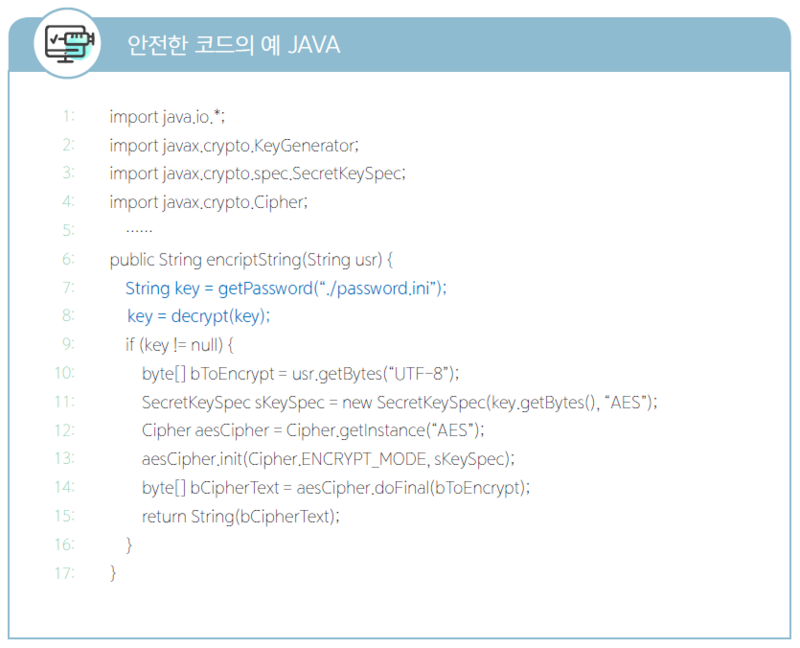 안전한 코드의 예 JAVA
1: import java.io.*;
2: import javax.crypto.KeyGenerator;
3: import javax.crypto.spec.SecretKeySpec;
4: import javax.crypto.Cipher;
5: ······
6: public String encriptString(String usr) {
7: String key = getPassword(“./password.ini”);
8: key = decrypt(key);
9: if (key != null) {
10: byte[] bToEncrypt = usr.getBytes(“UTF-8”);
11: SecretKeySpec sKeySpec = new SecretKeySpec(key.getBytes(), “AES”);
12: Cipher aesCipher = Cipher.getInstance(“AES”);
13: aesCipher.init(Cipher.ENCRYPT_MODE, sKeySpec);
14: byte[] bCipherText = aesCipher.doFinal(bToEncrypt);
15: return String(bCipherText);
16: }
17: }